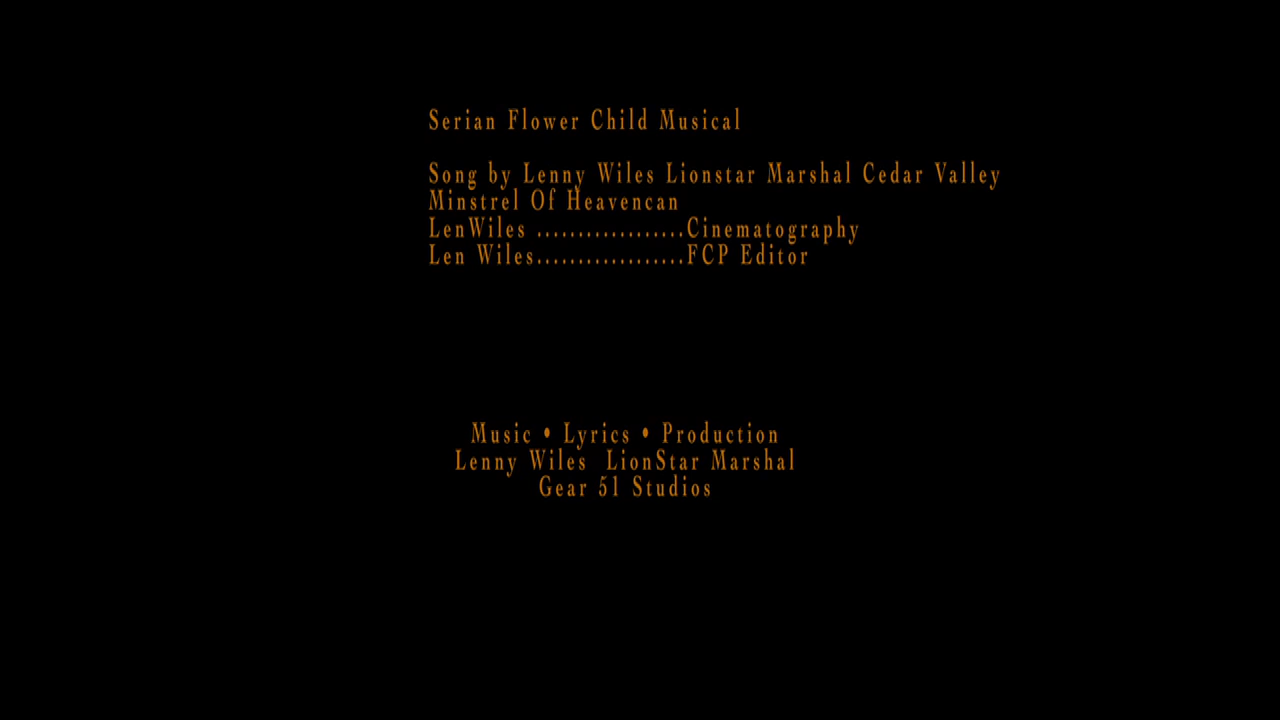 Serian Flower Child Musical
Song by Lenny Wiles Lionstar Marshal Cedar Valley
Minstrel Of Heavencan
LenWiles ..................Cinematography
Len Wiles..................FCP Editor
Music • Lyrics • Production
Lenny Wiles  LionStar Marshal
Gear 51 Studios